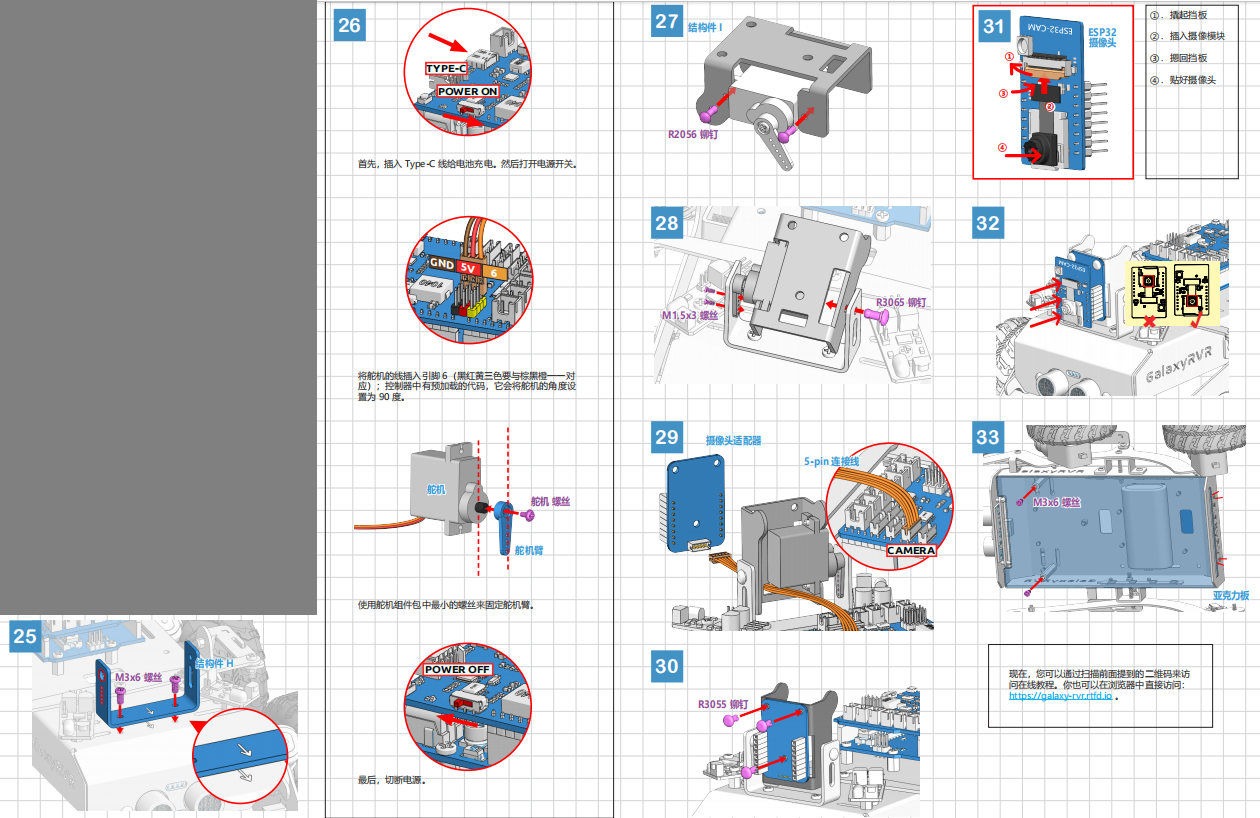 25
结构件 H
M3x6 螺丝
26
TYPE-C
POWER ON
首先，插入 Type-C 线给电池充电。然后打开电源开关。
GND 5V 6
将舵机的线插入引脚 6（黑红黄三色要与棕黑橙一一对
应）；控制器中有预加载的代码，它会将舵机的角度设
置为 90 度。
舵机
舵机 螺丝
舵机臂
使用舵机组件包中最小的螺丝来固定舵机臂。
POWER OFF
最后，切断电源。
27
结构件 I
R2056 铆钉
28
R3065 铆钉
M1.5x3 螺丝
29
摄像头适配器
5-pin 连接线
CAMERA
30
R3055 铆钉
31
ESP32-CAM
ESP32
摄像头
①
③
②
④
①．撬起挡板
②．插入摄像模块
③．摁回挡板
④．贴好摄像头
32
ESP32-CAM
GalaxyRVR
33
M3x6 螺丝
亚克力板
现在，您可以通过扫描前面提到的二维码来访
问在线教程。你也可以在浏览器中直接访问：
https://galaxy-rvr.rtfd.io 。